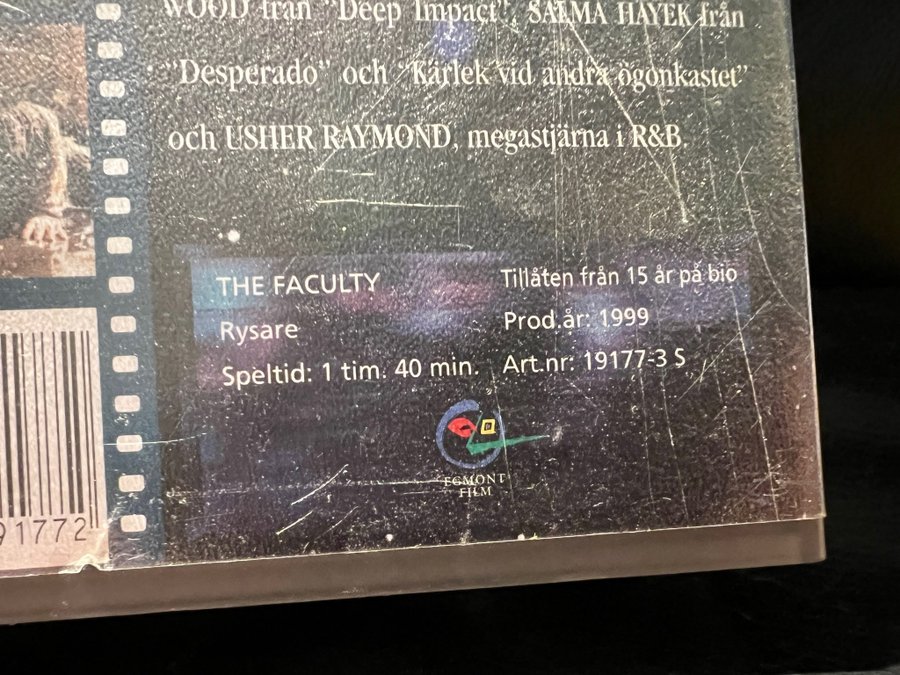 WOOD från "Deep Impact", SALMA HAYEK från
"Desperado" och "Kärlek vid andra ögonkastet"
och USHER RAYMOND, megastjärna i R&B.
THE FACULTY
Rysare
Speltid: 1 tim. 40 min.
Tillåten från 15 år på bio
Prod.år: 1999
Art.nr: 19177-3 S
EGMONT
FILM
91772